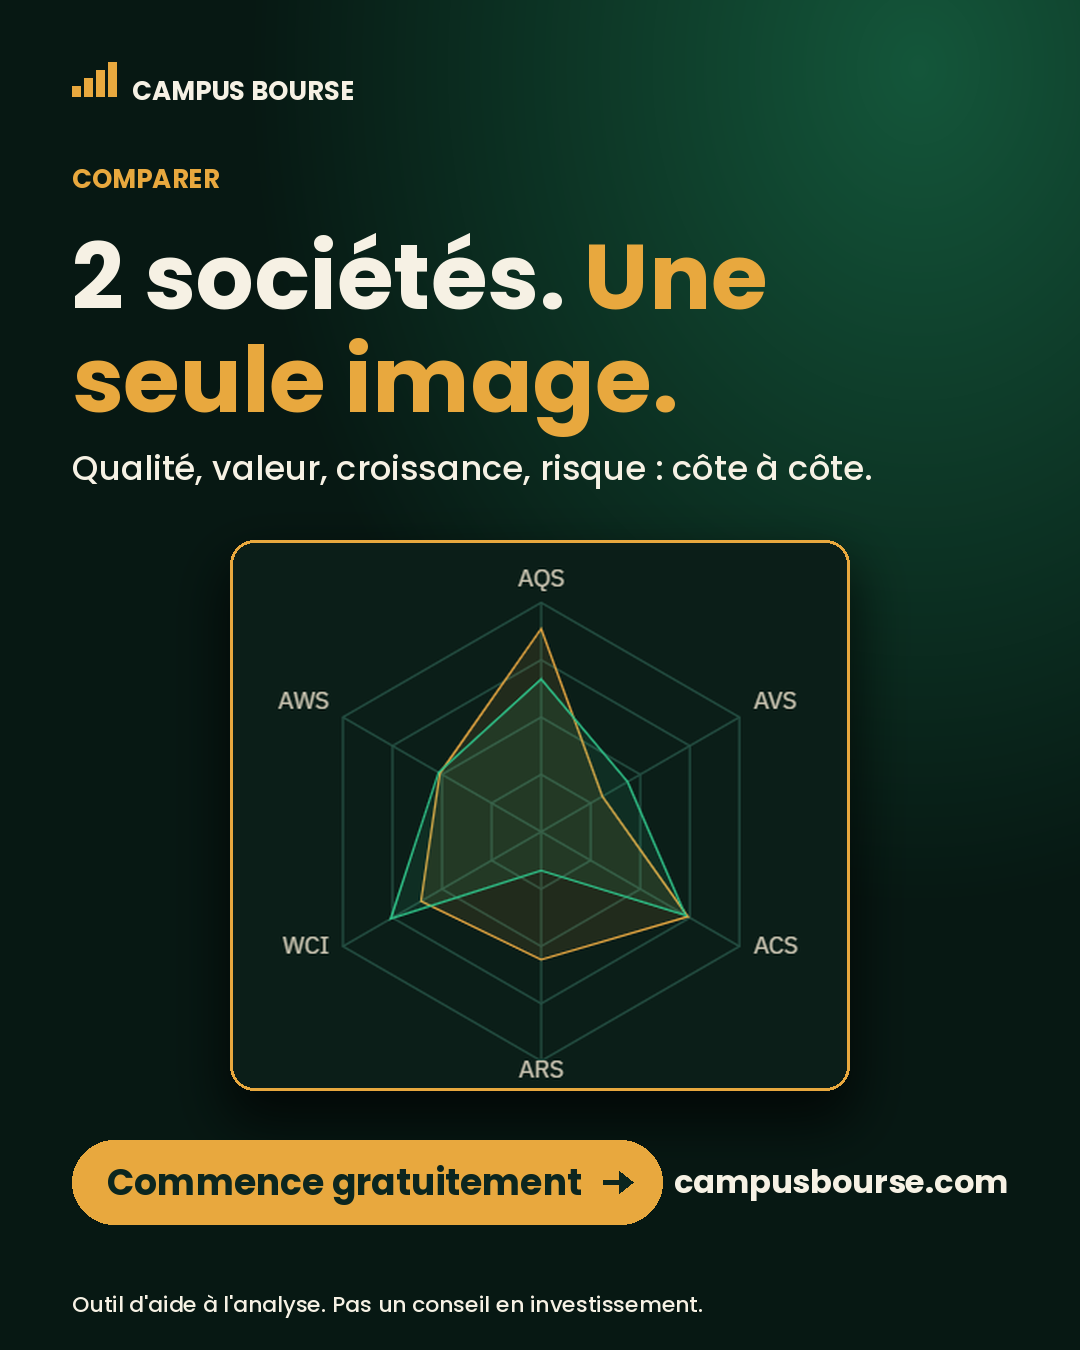 CAMPUS BOURSE
COMPARER
2 sociétés. Une
seule image.
Qualité, valeur, croissance, risque : côte à côte.
AQS
AWS
AVS
WCI
ACS
ARS
Commence gratuitement →
campusbourse.com
Outil d'aide à l'analyse. Pas un conseil en investissement.